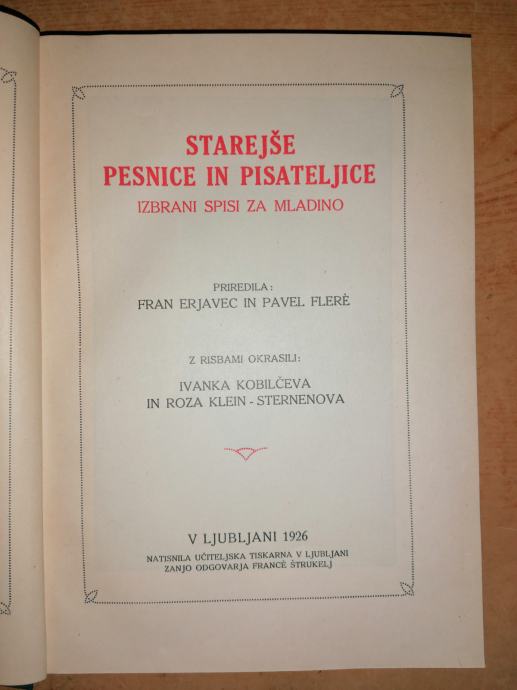 STAREJŠE
PESNICE IN PISATELJICE
IZBRANI SPISI ZA MLADINO
PRIREDILA:
FRAN ERJAVEC IN PAVEL FLERÈ
Z RISBAMI OKRASILI:
IVANKA KOBILČEVA
IN ROZA KLEIN - STERNENOVA
V LJUBLJANI 1926
NATISNILA UČITELJSKA TISKARNA V LJUBLJANI
ZANJO ODGOVARJA FRANCÈ ŠTRUKELJ